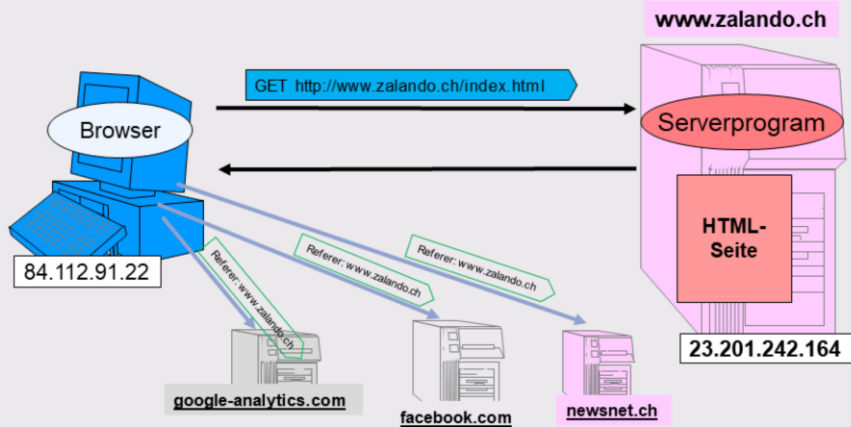 www.zalando.ch
GET http://www.zalando.ch/index.html
Browser
Serverprogram
HTML-
Seite
84.112.91.22
Referer: www.zalando.ch
Referer: www.zalando.ch
Referer: www.zalando.ch
23.201.242.164
google-analytics.com
facebook.com
newsnet.ch